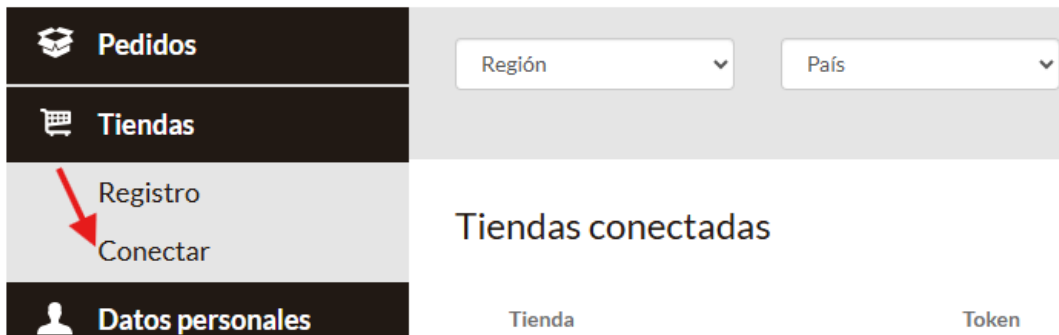 Pedidos
Tiendas
Registro
Conectar
Datos personales
Región
País
Tiendas conectadas
Tienda
Token